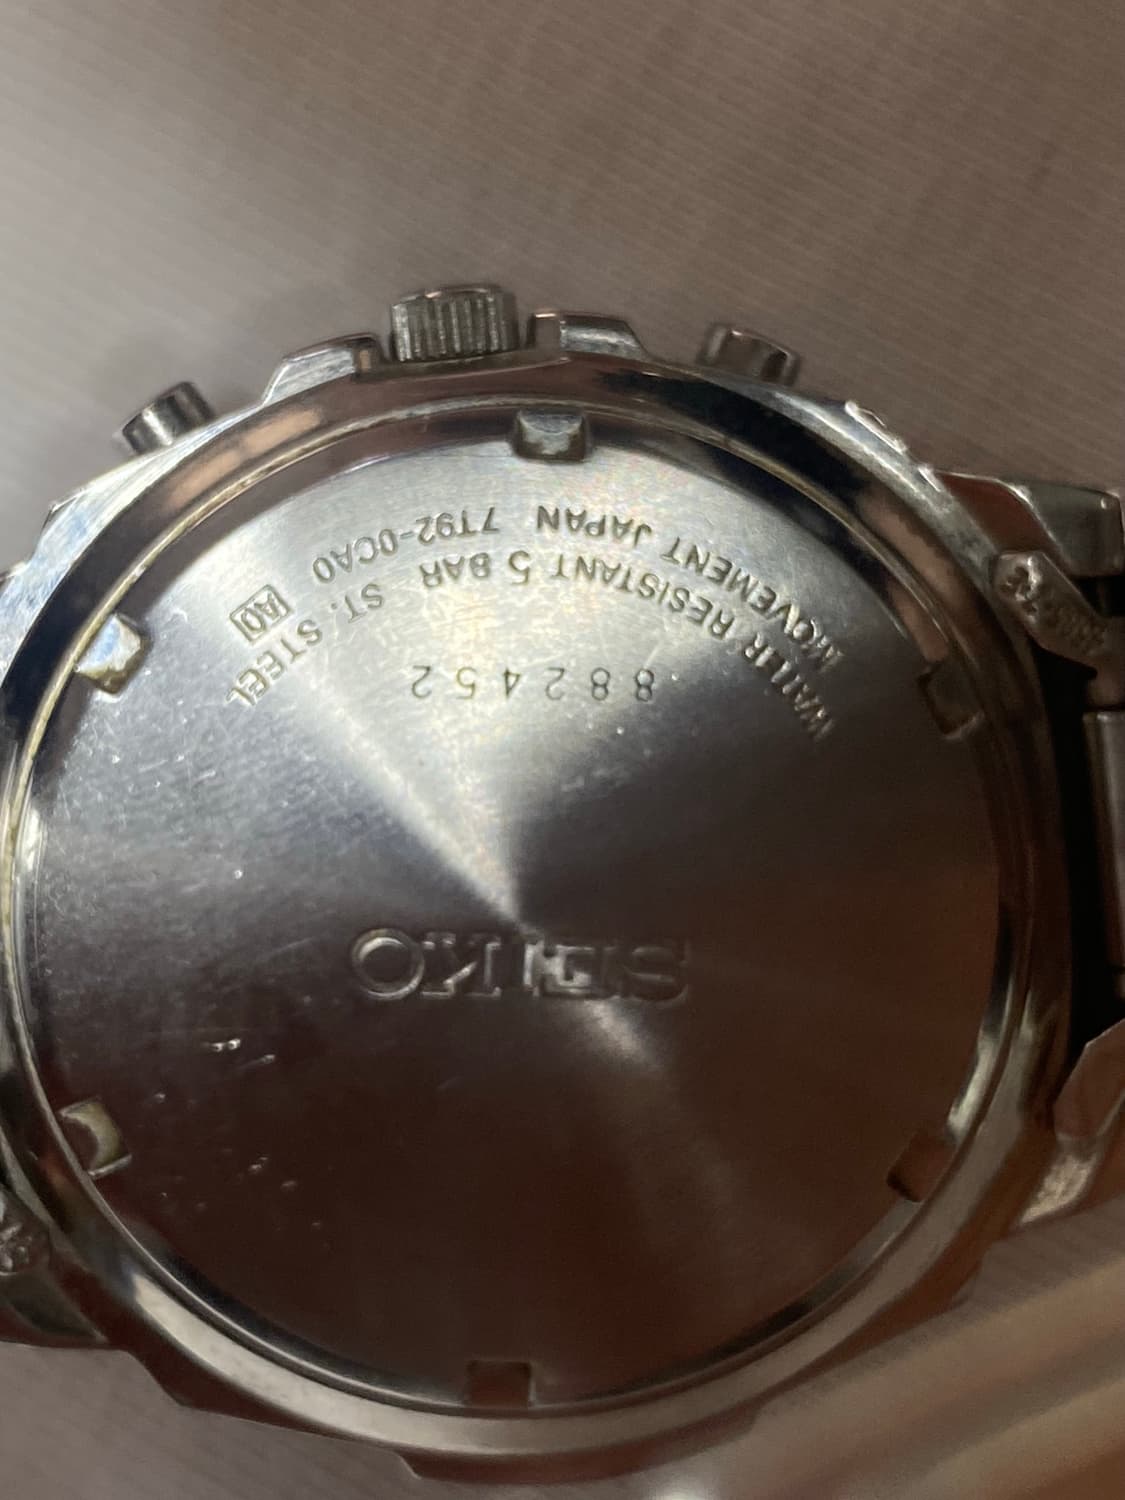 SEIKO
882452
WATER RESISTANT 5 BAR ST. STEEL
MOVEMENT JAPAN 7T92-0CA0 A0